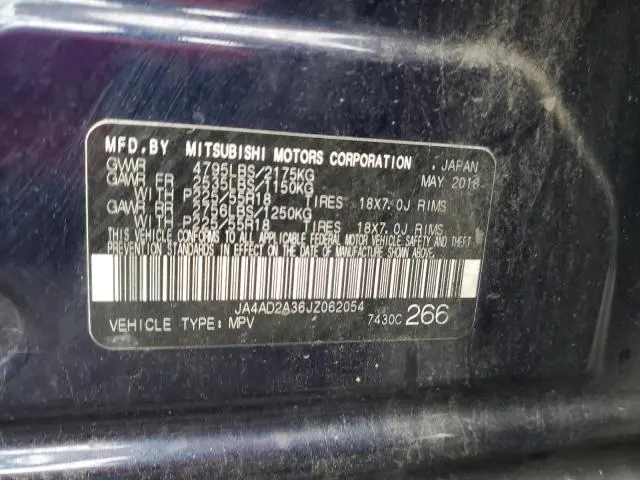 MFD.BY MITSUBISHI MOTORS CORPORATION . JAPAN
GVWR 4795LBS/2175KG MAY 2018
GAWR FR 2535LBS/1150KG
WITH P225/55R18 TIRES 18X7.0J RIMS
GAWR RR 2756LBS/1250KG
WITH P225/55R18 TIRES 18X7.0J RIMS
THIS VEHICLE CONFORMS TO ALL APPLICABLE FEDERAL MOTOR VEHICLE SAFETY AND THEFT
PREVENTION STANDARDS IN EFFECT ON THE DATE OF MANUFACTURE SHOWN ABOVE.
JA4AD2A36JZ062054
VEHICLE TYPE: MPV 7430C 266